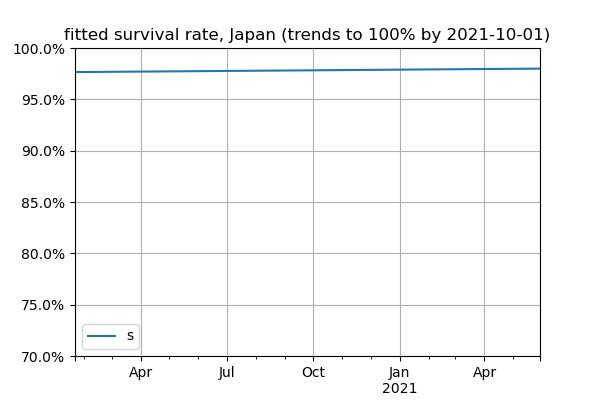 fitted survival rate, Japan (trends to 100% by 2021-10-01)
100.0%
95.0%
90.0%
85.0%
80.0%
75.0%
70.0%
s
Apr Jul Oct Jan Apr
2021